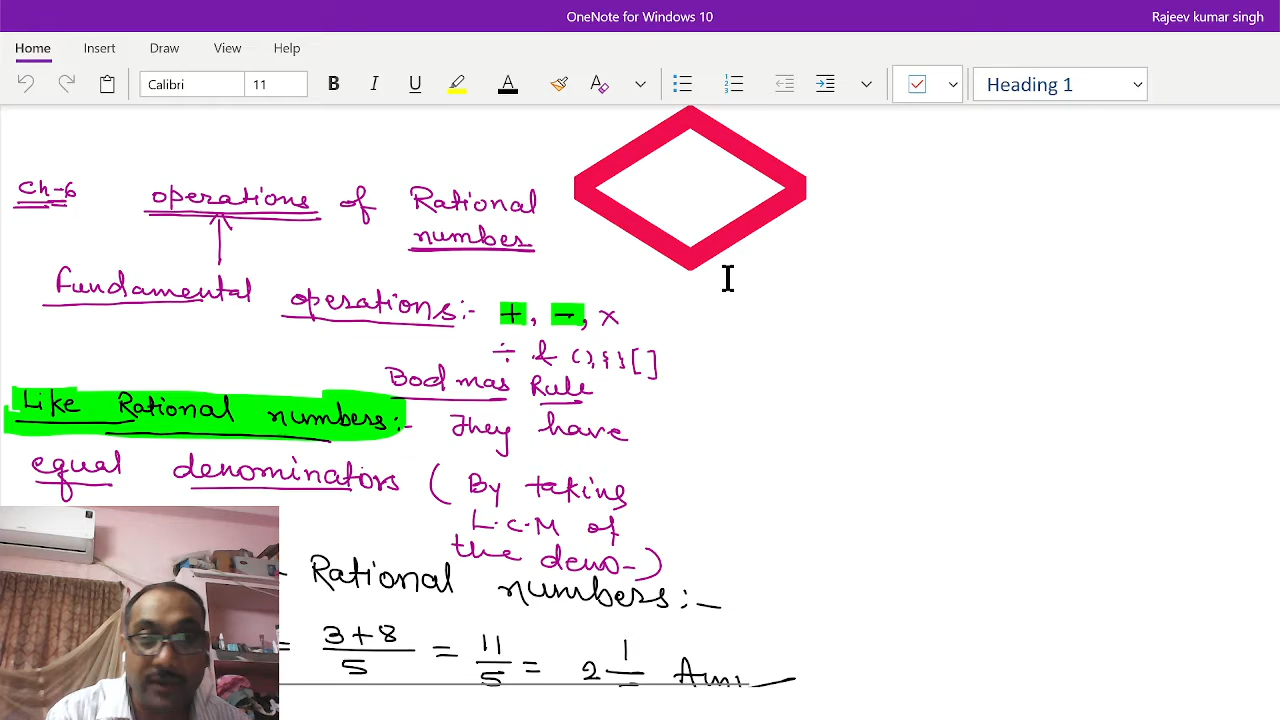 OneNote for Windows 10
Rajeev kumar singh
Home Insert Draw View Help
Calibri 11 B I U A A Heading 1
Ch-6 operations of Rational
number
Fundamental operations:- +, -, x
÷ & (),{}[]
Bodmas Rule
Like Rational numbers:- They have
equal denominators (By taking
L.C.M of
the deno-)
Rational numbers:-
= 3+8/5 = 11/5 = 2 1/